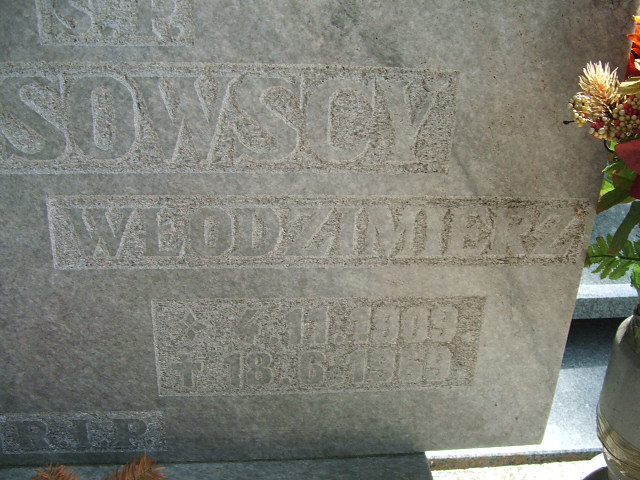 Ś.P.
SOWSCY
WŁODZIMIERZ
☆ 4.11.1909.
✝ 18.6.1969.
R.I.P.